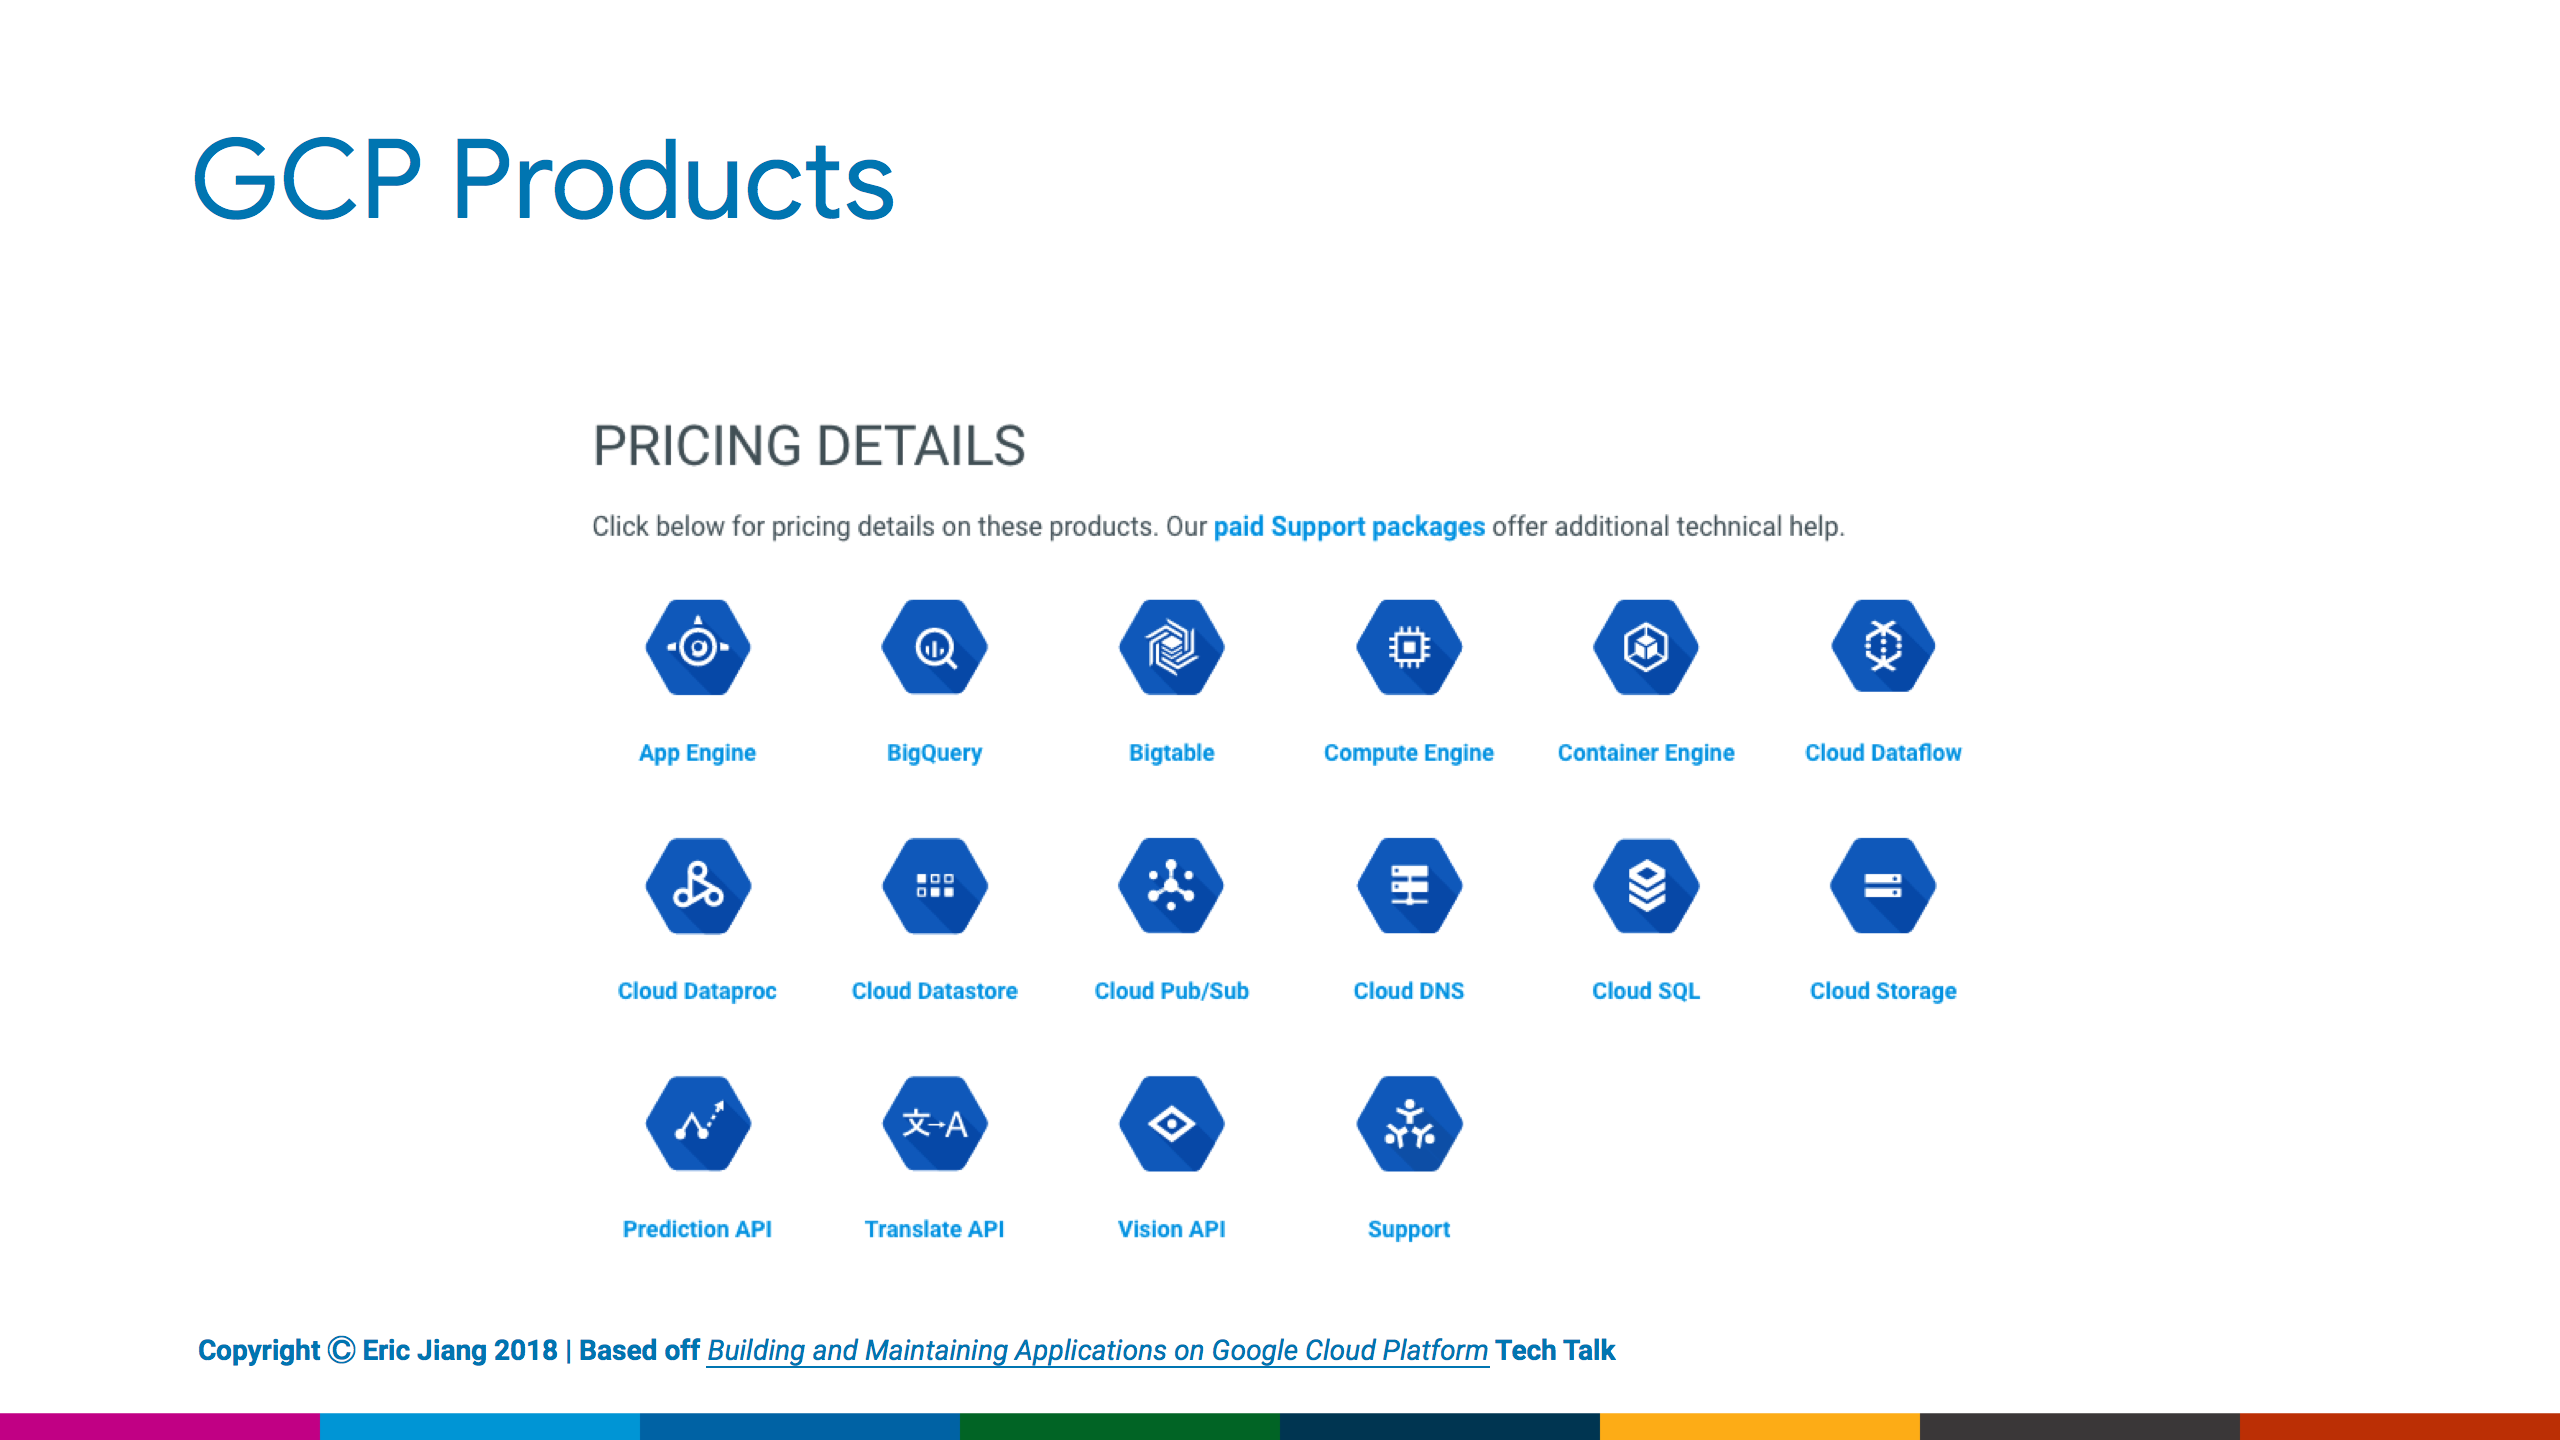 GCP Products
PRICING DETAILS
Click below for pricing details on these products. Our paid Support packages offer additional technical help.
App Engine
BigQuery
Bigtable
Compute Engine
Container Engine
Cloud Dataflow
Cloud Dataproc
Cloud Datastore
Cloud Pub/Sub
Cloud DNS
Cloud SQL
Cloud Storage
文→A
Prediction API
Translate API
Vision API
Support
Copyright © Eric Jiang 2018 | Based off Building and Maintaining Applications on Google Cloud Platform Tech Talk